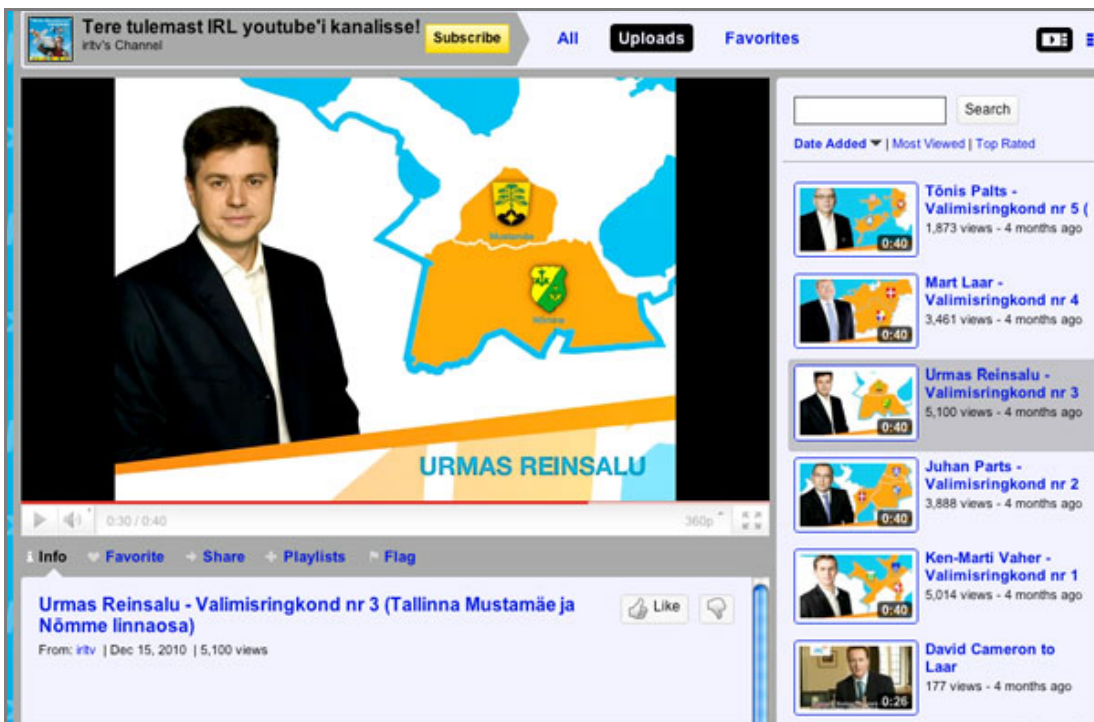 Tere tulemast IRL youtube'i kanalisse!
irltv's Channel
Subscribe
All
Uploads
Favorites
Mustamäe
Nõmme
URMAS REINSALU
0:30 / 0:40
360p
Info
Favorite
Share
Playlists
Flag
Urmas Reinsalu - Valimisringkond nr 3 (Tallinna Mustamäe ja
Nõmme linnaosa)
From: irltv | Dec 15, 2010 | 5,100 views
Like
Search
Date Added | Most Viewed | Top Rated
Tõnis Palts -
Valimisringkond nr 5 (
1,873 views - 4 months ago
0:40
Mart Laar -
Valimisringkond nr 4
3,461 views - 4 months ago
0:40
Urmas Reinsalu -
Valimisringkond nr 3
5,100 views - 4 months ago
0:40
Juhan Parts -
Valimisringkond nr 2
3,888 views - 4 months ago
0:40
Ken-Marti Vaher -
Valimisringkond nr 1
5,014 views - 4 months ago
0:40
David Cameron to
Laar
177 views - 4 months ago
0:26